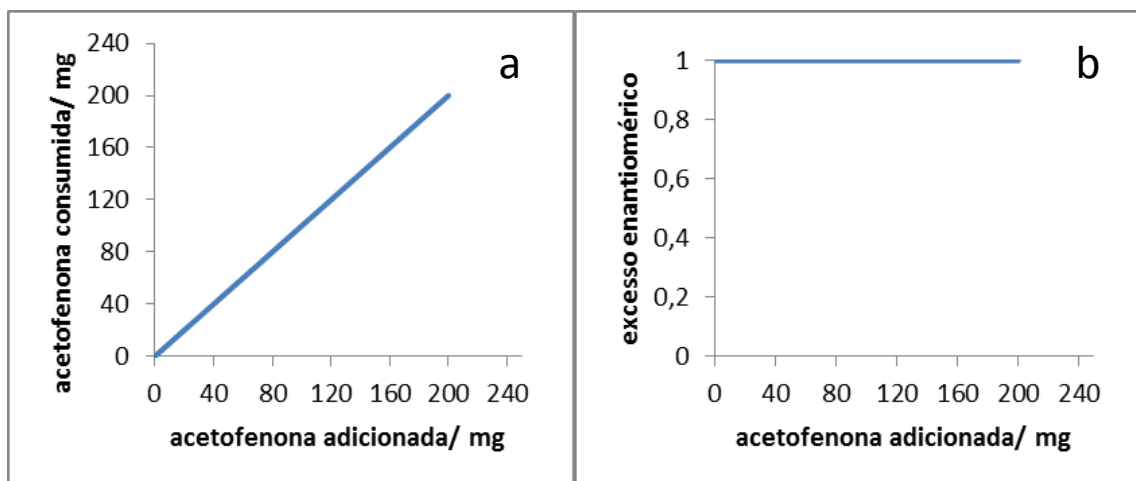 a
acetofenona consumida/ mg
240
200
160
120
80
40
0
0 40 80 120 160 200 240
acetofenona adicionada/ mg
b
excesso enantiomérico
1
0,8
0,6
0,4
0,2
0
0 40 80 120 160 200 240
acetofenona adicionada/ mg